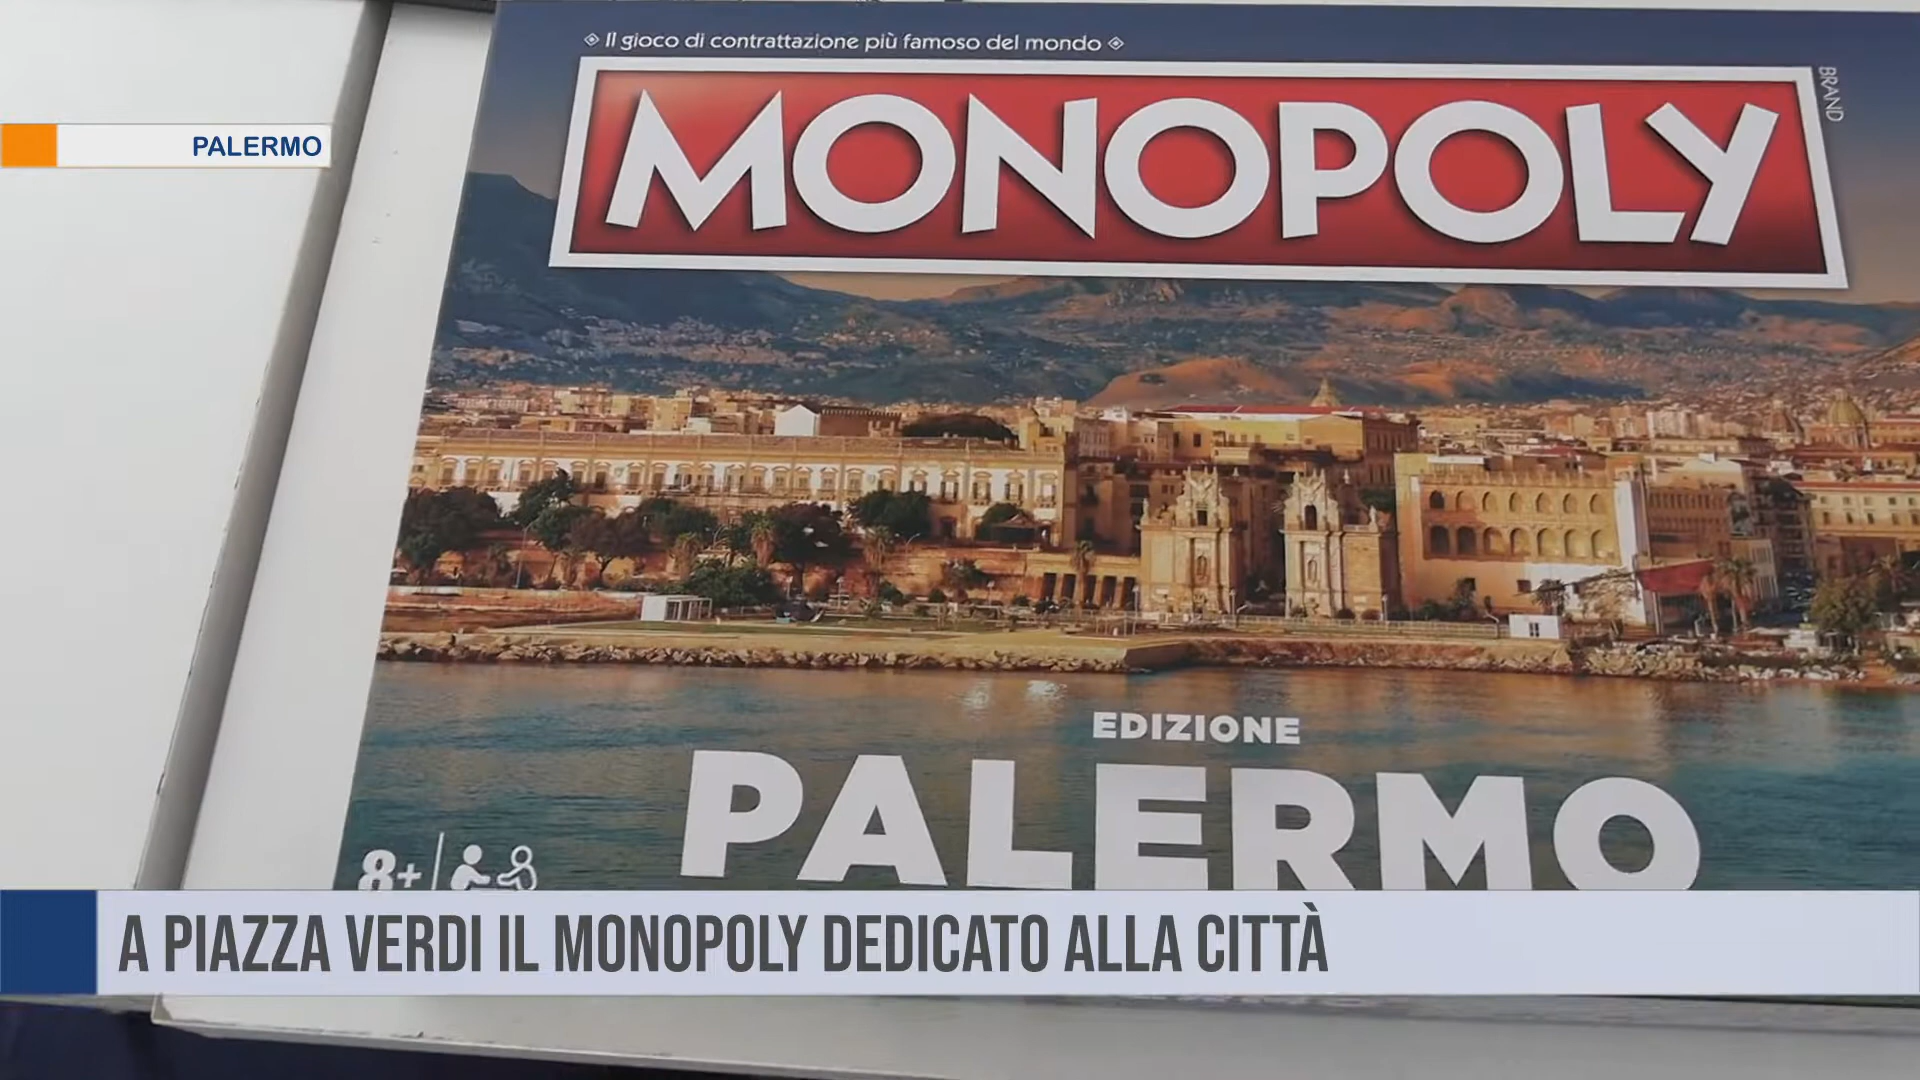 ◈ Il gioco di contrattazione più famoso del mondo ◈
MONOPOLY
BRAND
PALERMO
EDIZIONE
PALERMO
8+
A PIAZZA VERDI IL MONOPOLY DEDICATO ALLA CITTÀ